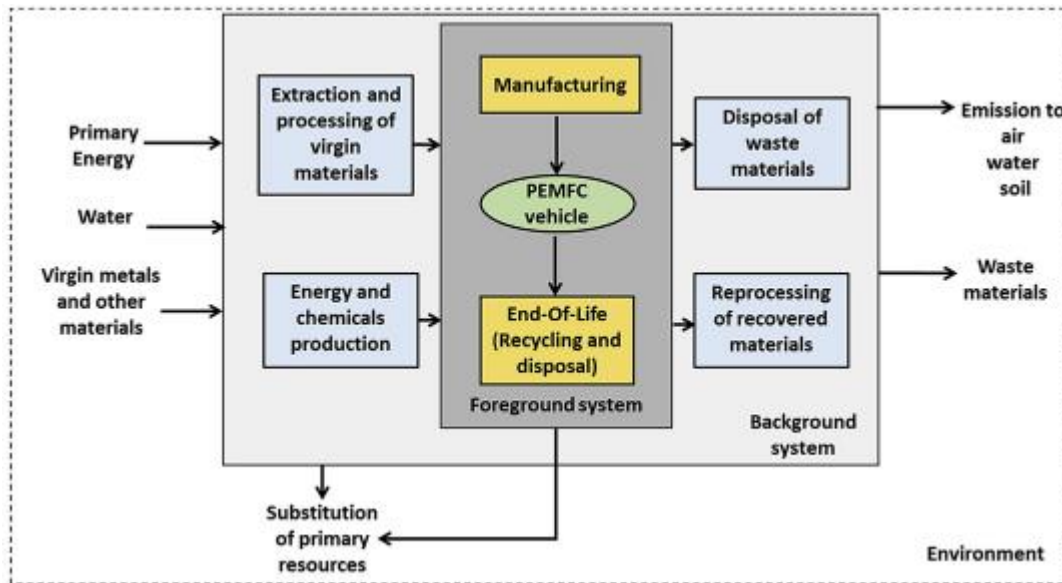 Primary
Energy
Water
Virgin metals
and other
materials
Extraction and
processing of
virgin
materials
Energy and
chemicals
production
Manufacturing
PEMFC
vehicle
End-Of-Life
(Recycling and
disposal)
Foreground system
Disposal of
waste
materials
Reprocessing
of recovered
materials
Background
system
Emission to
air
water
soil
Waste
materials
Substitution
of primary
resources
Environment